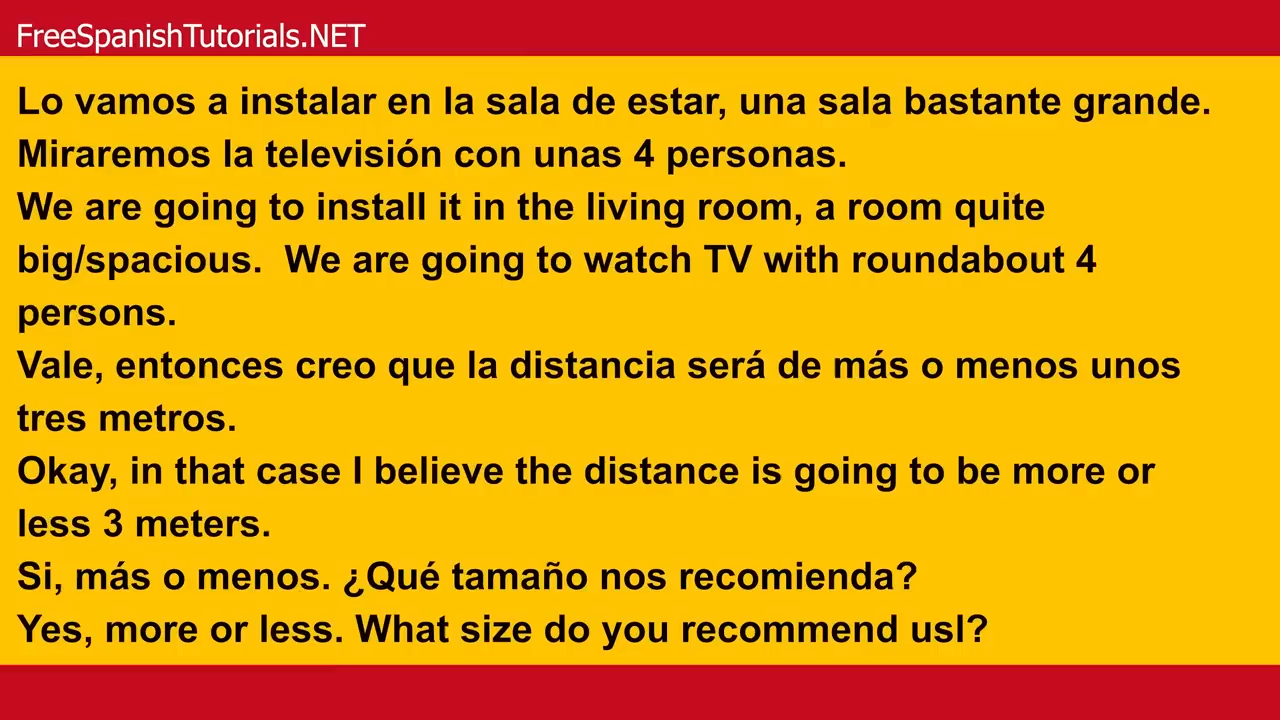 FreeSpanishTutorials.NET
Lo vamos a instalar en la sala de estar, una sala bastante grande.
Miraremos la televisión con unas 4 personas.
We are going to install it in the living room, a room quite
big/spacious.  We are going to watch TV with roundabout 4
persons.
Vale, entonces creo que la distancia será de más o menos unos
tres metros.
Okay, in that case I believe the distance is going to be more or
less 3 meters.
Si, más o menos. ¿Qué tamaño nos recomienda?
Yes, more or less. What size do you recommend usl?